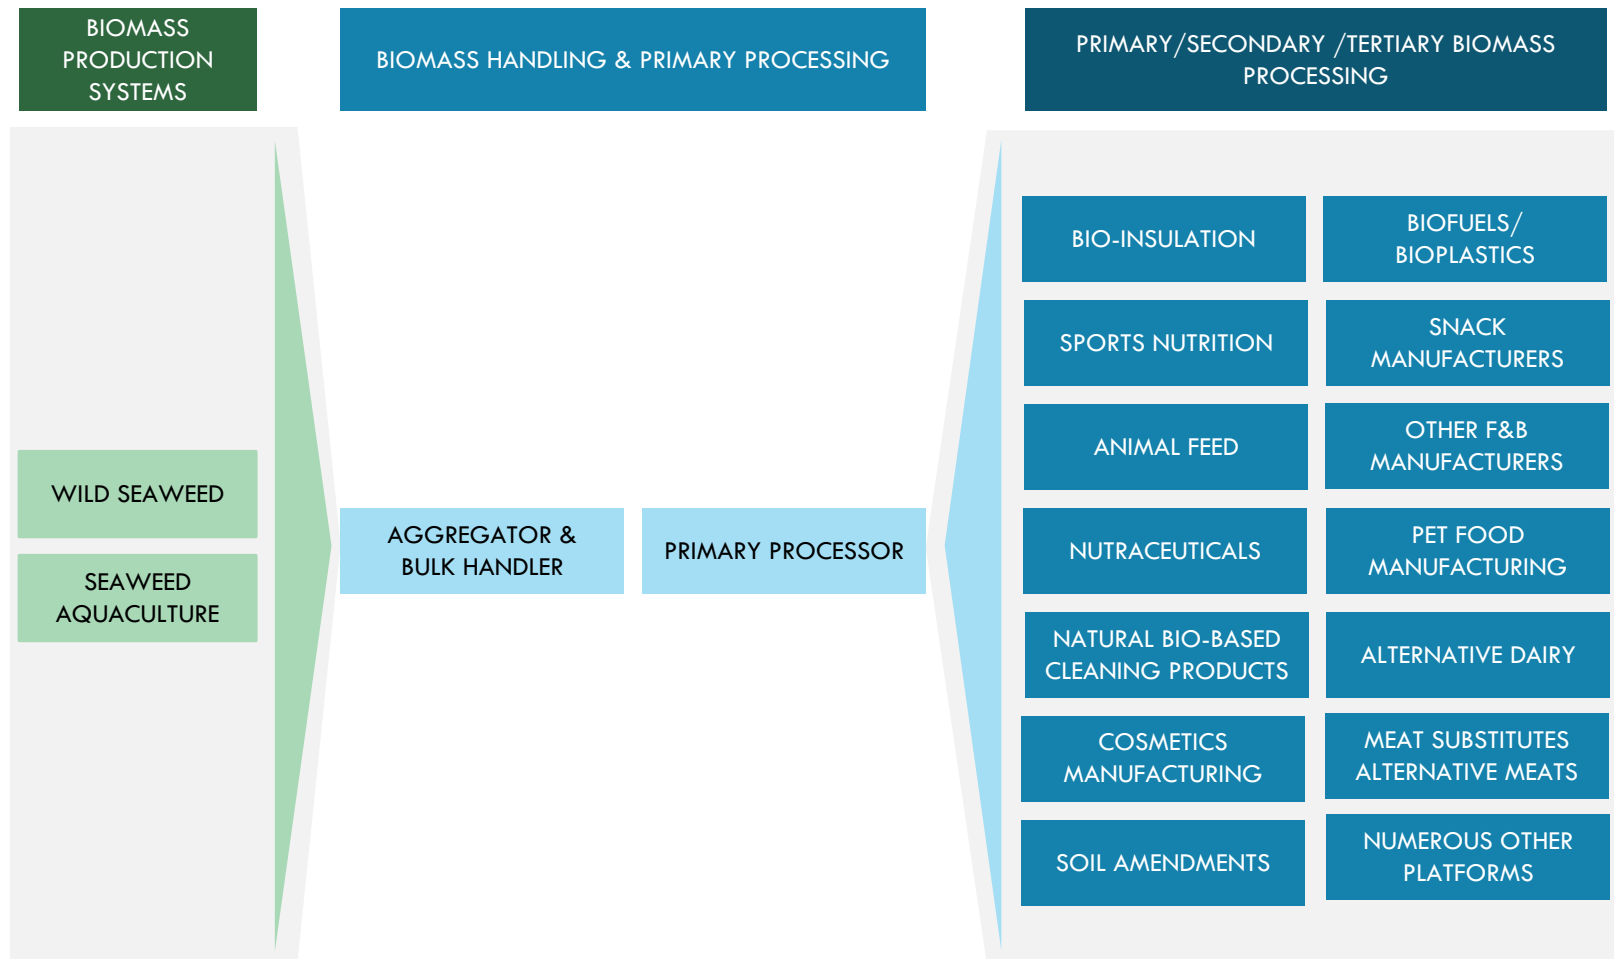 BIOMASS
PRODUCTION
SYSTEMS
BIOMASS HANDLING & PRIMARY PROCESSING
PRIMARY/SECONDARY /TERTIARY BIOMASS
PROCESSING
WILD SEAWEED
SEAWEED
AQUACULTURE
AGGREGATOR &
BULK HANDLER
PRIMARY PROCESSOR
BIO-INSULATION
BIOFUELS/
BIOPLASTICS
SPORTS NUTRITION
SNACK
MANUFACTURERS
ANIMAL FEED
OTHER F&B
MANUFACTURERS
NUTRACEUTICALS
PET FOOD
MANUFACTURING
NATURAL BIO-BASED
CLEANING PRODUCTS
ALTERNATIVE DAIRY
COSMETICS
MANUFACTURING
MEAT SUBSTITUTES
ALTERNATIVE MEATS
SOIL AMENDMENTS
NUMEROUS OTHER
PLATFORMS